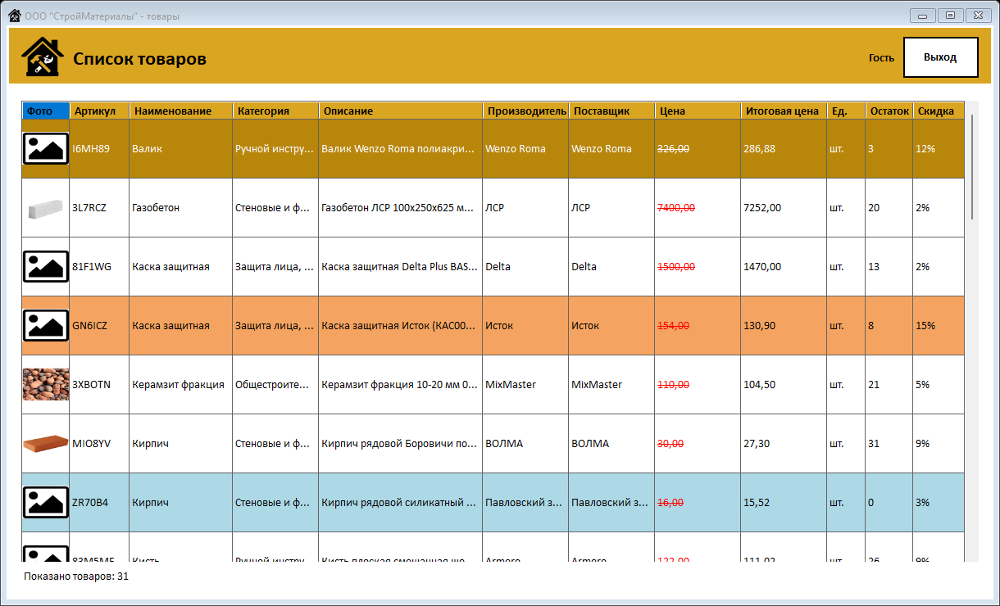 ООО "СтройМатериалы" - товары
Список товаров
Гость
Выход
Фото Артикул Наименование Категория Описание Производитель Поставщик Цена Итоговая цена Ед. Остаток Скидка
I6MH89 Валик Ручной инстру... Валик Wenzo Roma полиакри... Wenzo Roma Wenzo Roma 326,00 286,88 шт. 3 12%
3L7RCZ Газобетон Стеновые и ф... Газобетон ЛСР 100х250х625 м... ЛСР ЛСР 7400,00 7252,00 шт. 20 2%
81F1WG Каска защитная Защита лица, ... Каска защитная Delta Plus BAS... Delta Delta 1500,00 1470,00 шт. 13 2%
GN6ICZ Каска защитная Защита лица, ... Каска защитная Исток (КАС00... Исток Исток 154,00 130,90 шт. 8 15%
3XBOTN Керамзит фракция Общестроите... Керамзит фракция 10-20 мм 0... MixMaster MixMaster 110,00 104,50 шт. 21 5%
MIO8YV Кирпич Стеновые и ф... Кирпич рядовой Боровичи по... ВОЛМА ВОЛМА 30,00 27,30 шт. 31 9%
ZR70B4 Кирпич Стеновые и ф... Кирпич рядовой силикатный ... Павловский з... Павловский з... 16,00 15,52 шт. 0 3%
83M5ME Кисть Ручной инстру... Кисть плоская смешанная ще... Armero Armero 122,00 111,02 шт. 26 9%
Показано товаров: 31